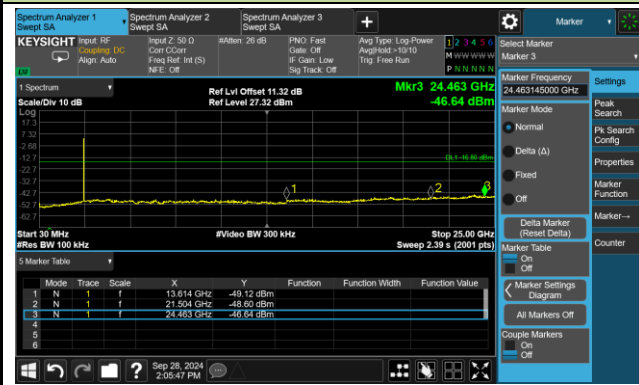 Spectrum Analyzer 1
Swept SA
Spectrum Analyzer 2
Swept SA
Spectrum Analyzer 3
Swept SA
Marker
KEYSIGHT
Input: RF
Coupling: DC
Align: Auto
Input Z: 50 Ω
Corr CCorr
Freq Ref: Int (S)
NFE: Off
#Atten: 26 dB
PNO: Fast
Gate: Off
IF Gain: Low
Sig Track: Off
Avg Type: Log-Power
Avg|Hold:>10/10
Trig: Free Run
1 2 3 4 5 6
M W W W W W
P N N N N N
LVI
Select Marker
Marker 3
1 Spectrum
Scale/Div 10 dB
Log
Ref Lvl Offset 11.32 dB
Ref Level 27.32 dBm
Mkr3 24.463 GHz
-46.64 dBm
17.3
7.32
-2.68
-12.7
-22.7
-32.7
-42.7
-52.7
-62.7
1
2
3
Start 30 MHz
#Res BW 100 kHz
#Video BW 300 kHz
Stop 25.00 GHz
Sweep 2.39 s (2001 pts)
5 Marker Table
Mode Trace Scale X Y Function Function Width Function Value
1 N 1 f 13.614 GHz -49.12 dBm
2 N 1 f 21.504 GHz -48.60 dBm
3 N 1 f 24.463 GHz -46.64 dBm
4
5
6
Marker Frequency
24.463145000 GHz
Marker Mode
Normal
Delta (Δ)
Fixed
Off
Delta Marker
(Reset Delta)
Marker Table
On
Off
Marker Settings
Diagram
All Markers Off
Couple Markers
On
Off
Settings
Peak
Search
Pk Search
Config
Properties
Marker
Function
Marker→
Counter
Sep 28, 2024
2:05:47 PM